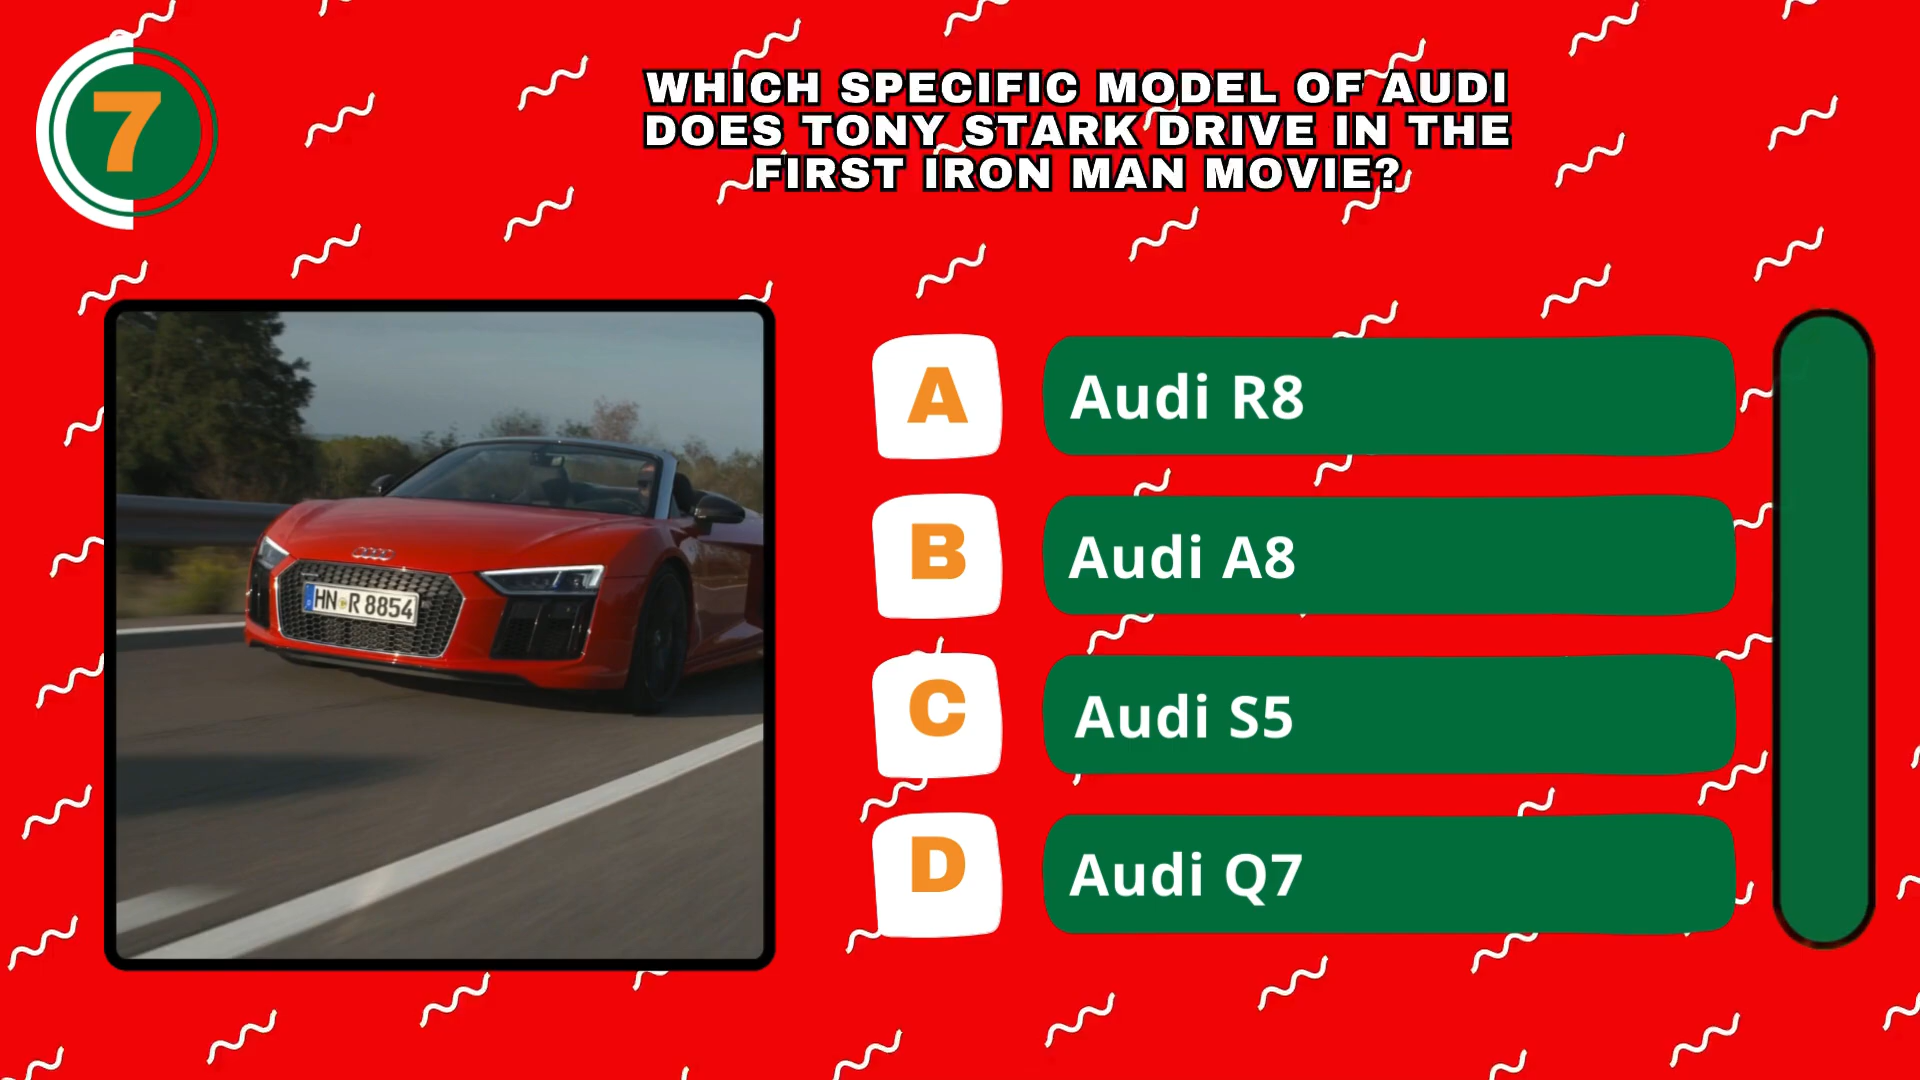 7
WHICH SPECIFIC MODEL OF AUDI
DOES TONY STARK DRIVE IN THE
FIRST IRON MAN MOVIE?
A
Audi R8
B
Audi A8
C
Audi S5
D
Audi Q7
HN R 8854